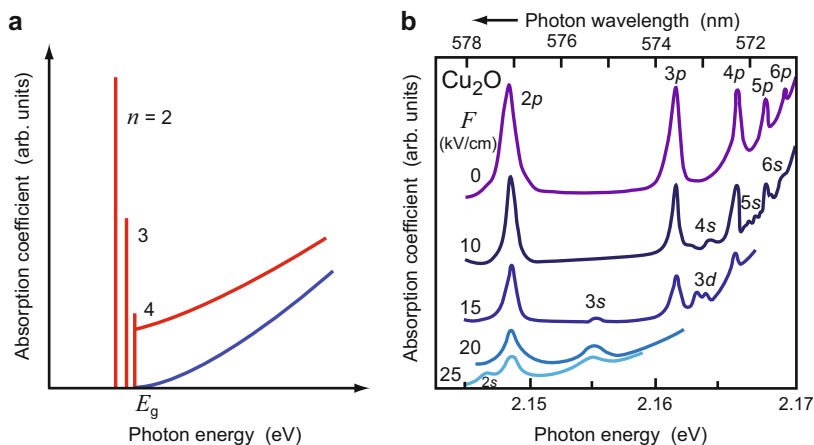 a
Absorption coefficient (arb. units)
n = 2
3
4
E g
Photon energy (eV)
b
Photon wavelength (nm)
578 576 574 572
Absorption coefficient (arb. units)
Cu₂O
F
(kV/cm)
2p 3p 4p 5p 6p
0
10
4s 5s 6s
15
3s 3d
20
25
2s
2.15 2.16 2.17
Photon energy (eV)